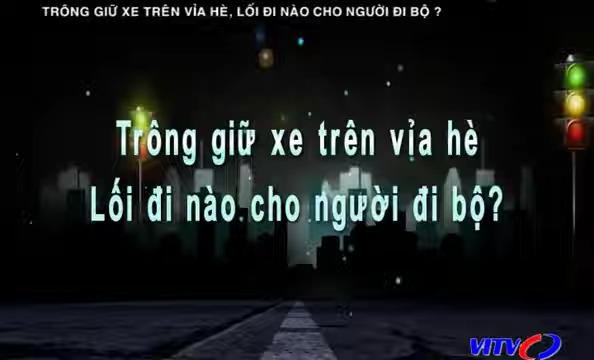 TRÔNG GIỮ XE TRÊN VỈA HÈ, LỐI ĐI NÀO CHO NGƯỜI ĐI BỘ ?
Trông giữ xe trên vỉa hè
Lối đi nào cho người đi bộ?
VITV